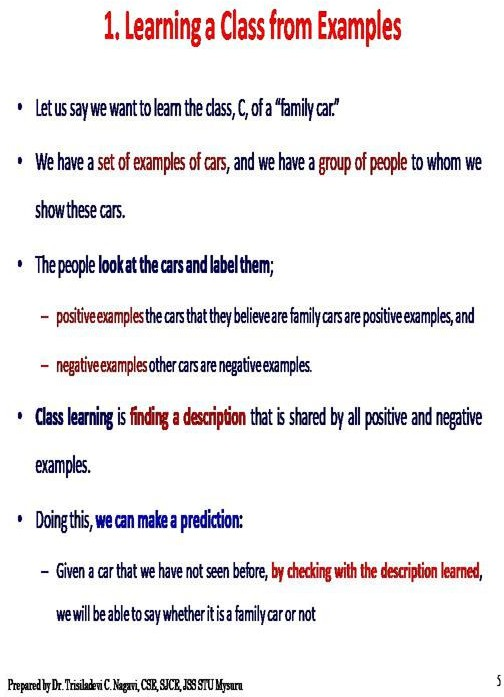 1. Learning a Class from Examples
• Let us say we want to learn the class, C, of a “family car.”
• We have a set of examples of cars, and we have a group of people to whom we
show these cars.
• The people look at the cars and label them;
– positive examples the cars that they believe are family cars are positive examples, and
– negative examples other cars are negative examples.
• Class learning is finding a description that is shared by all positive and negative
examples.
• Doing this, we can make a prediction:
– Given a car that we have not seen before, by checking with the description learned,
we will be able to say whether it is a family car or not
Prepared by Dr. Trisiladevi C. Nagavi, CSE, SJCE, JSS STU Mysuru
5